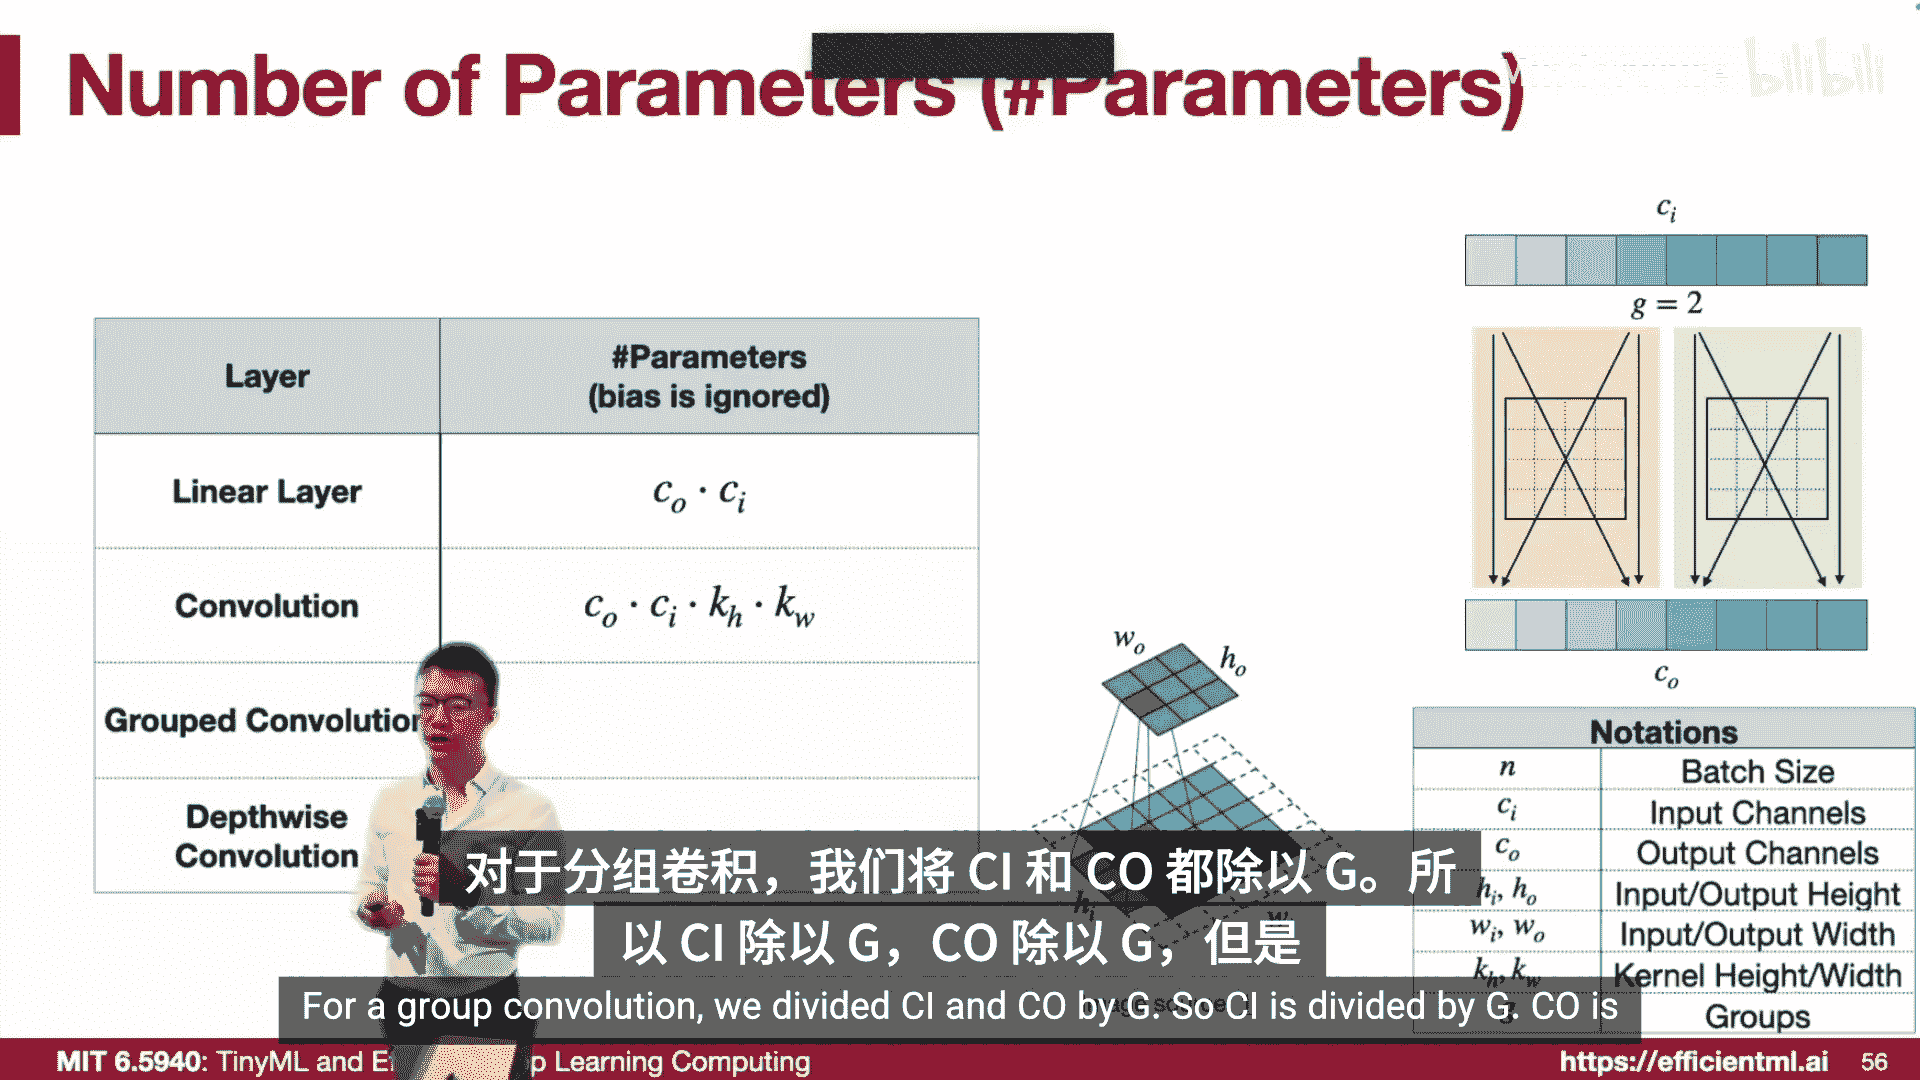 Number of Parameters (#Parameters)
bilibili
c_i
g = 2
Layer
#Parameters
(bias is ignored)
Linear Layer
c_o · c_i
Convolution
c_o · c_i · k_h · k_w
Grouped Convolution
Depthwise
Convolution
w_o
h_o
c_o
Notations
n Batch Size
c_i Input Channels
c_o Output Channels
h_i, h_o Input/Output Height
w_i, w_o Input/Output Width
k_h, k_w Kernel Height/Width
Groups
对于分组卷积，我们将 CI 和 CO 都除以 G。所
以 CI 除以 G，CO 除以 G，但是
For a group convolution, we divided CI and CO by G. So CI is divided by G. CO is
MIT 6.5940: TinyML and E
p Learning Computing
https://efficientml.ai
56